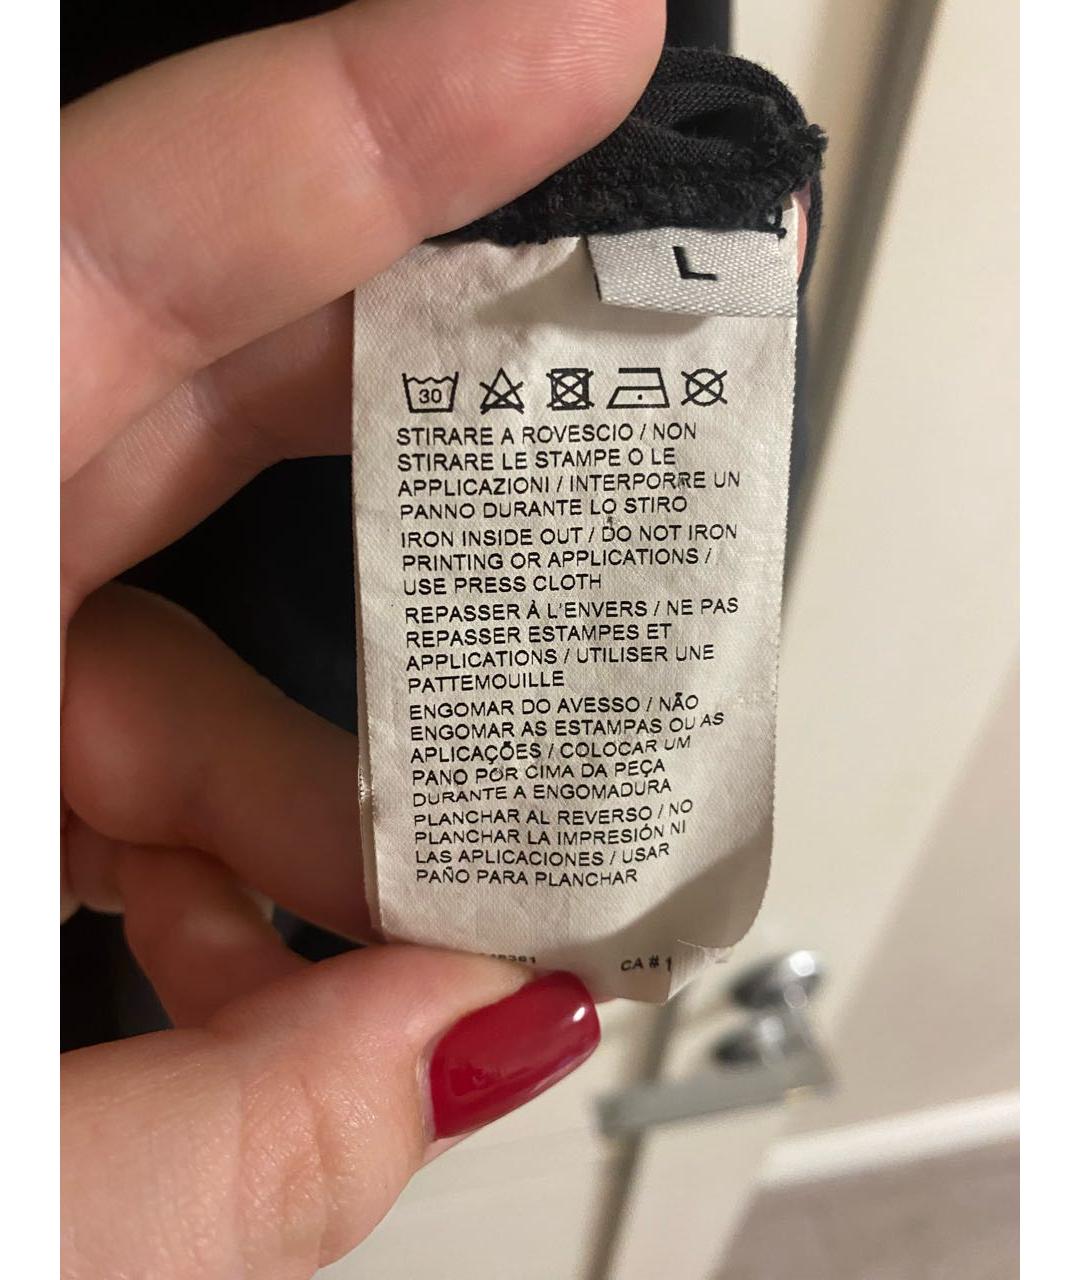 L
30
STIRARE A ROVESCIO / NON
STIRARE LE STAMPE O LE
APPLICAZIONI / INTERPORRE UN
PANNO DURANTE LO STIRO
IRON INSIDE OUT / DO NOT IRON
PRINTING OR APPLICATIONS /
USE PRESS CLOTH
REPASSER À L'ENVERS / NE PAS
REPASSER ESTAMPES ET
APPLICATIONS / UTILISER UNE
PATTEMOUILLE
ENGOMAR DO AVESSO / NÃO
ENGOMAR AS ESTAMPAS OU AS
APLICAÇÕES / COLOCAR UM
PANO POR CIMA DA PEÇA
DURANTE A ENGOMADURA
PLANCHAR AL REVERSO / NO
PLANCHAR LA IMPRESIÓN NI
LAS APLICACIONES / USAR
PAÑO PARA PLANCHAR
CA # 1